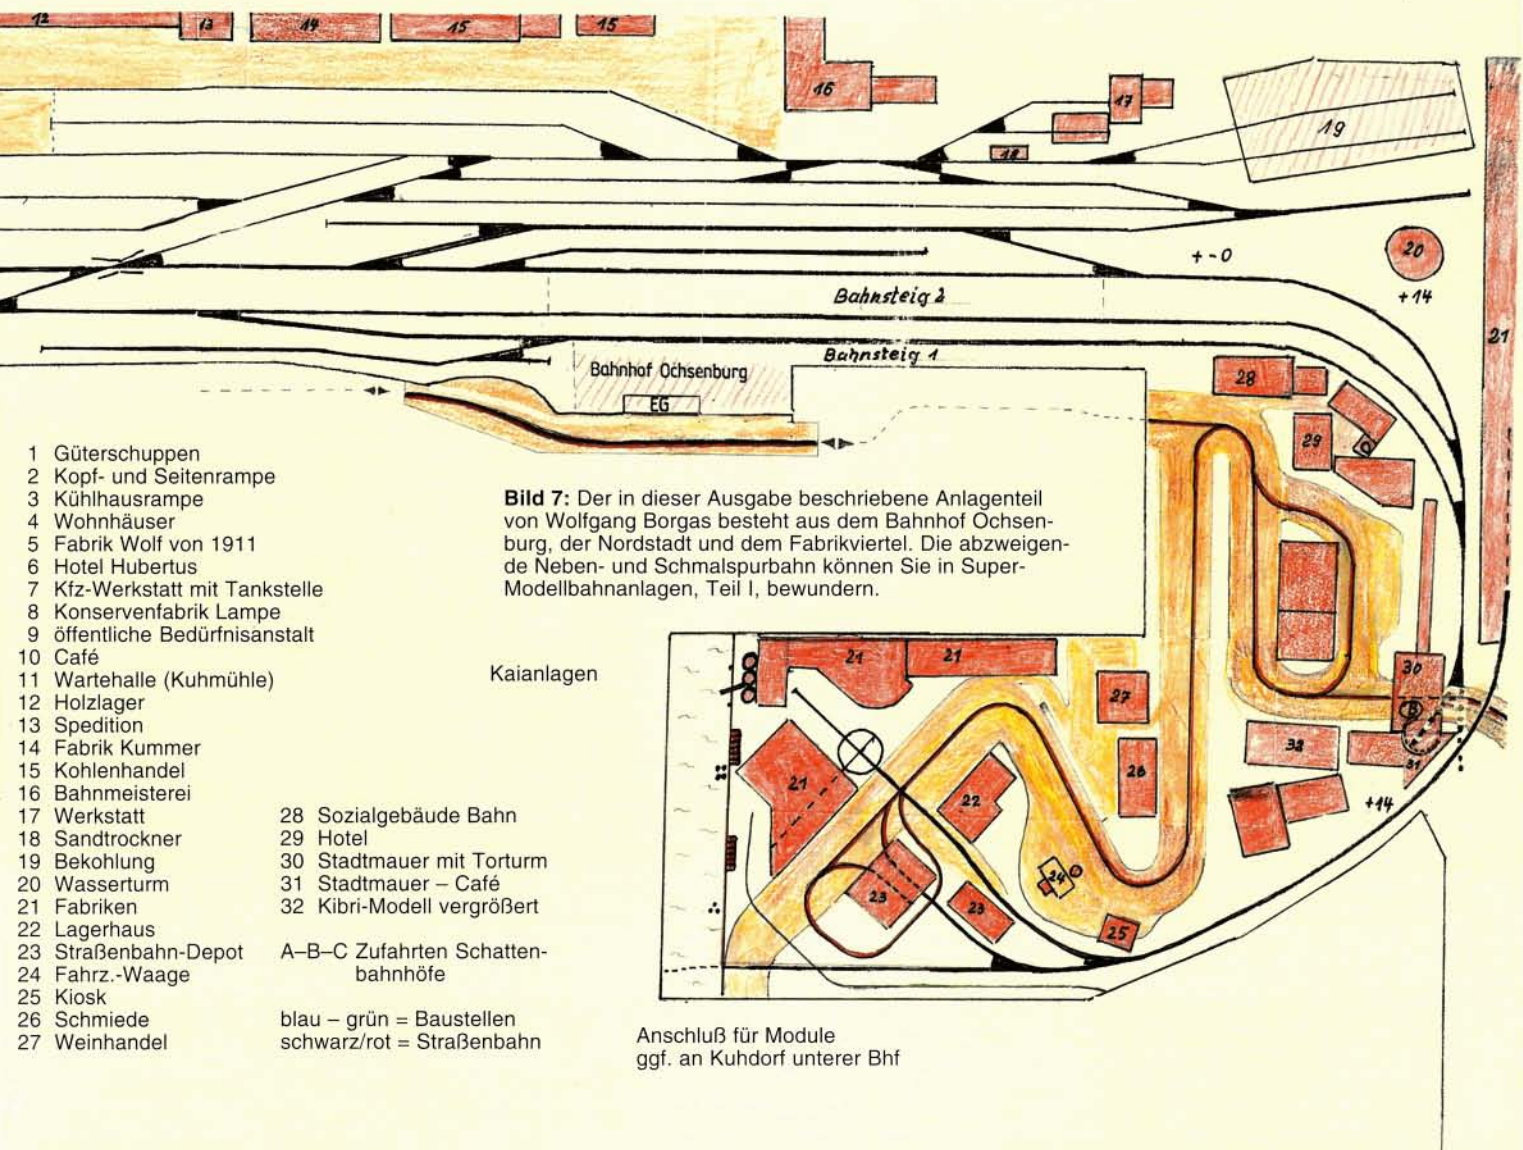 12
13
14
15
15
16
17
18
19
+-0
20
+14
Bahnsteig 2
21
Bahnsteig 1
Bahnhof Ochsenburg
EG
28
29
1 Güterschuppen
2 Kopf- und Seitenrampe
3 Kühlhausrampe
4 Wohnhäuser
5 Fabrik Wolf von 1911
6 Hotel Hubertus
7 Kfz-Werkstatt mit Tankstelle
8 Konservenfabrik Lampe
9 öffentliche Bedürfnisanstalt
10 Café
11 Wartehalle (Kuhmühle)
12 Holzlager
13 Spedition
14 Fabrik Kummer
15 Kohlenhandel
16 Bahnmeisterei
17 Werkstatt
18 Sandtrockner
19 Bekohlung
20 Wasserturm
21 Fabriken
22 Lagerhaus
23 Straßenbahn-Depot
24 Fahrz.-Waage
25 Kiosk
26 Schmiede
27 Weinhandel
28 Sozialgebäude Bahn
29 Hotel
30 Stadtmauer mit Torturm
31 Stadtmauer – Café
32 Kibri-Modell vergrößert
A–B–C Zufahrten Schatten-
bahnhöfe
blau – grün = Baustellen
schwarz/rot = Straßenbahn
Bild 7: Der in dieser Ausgabe beschriebene Anlagenteil
von Wolfgang Borgas besteht aus dem Bahnhof Ochsen-
burg, der Nordstadt und dem Fabrikviertel. Die abzweigen-
de Neben- und Schmalspurbahn können Sie in Super-
Modellbahnanlagen, Teil I, bewundern.
Kaianlagen
21
21
27
30
B
32
31
26
21
22
+14
24
23
23
25
Anschluß für Module
ggf. an Kuhdorf unterer Bhf